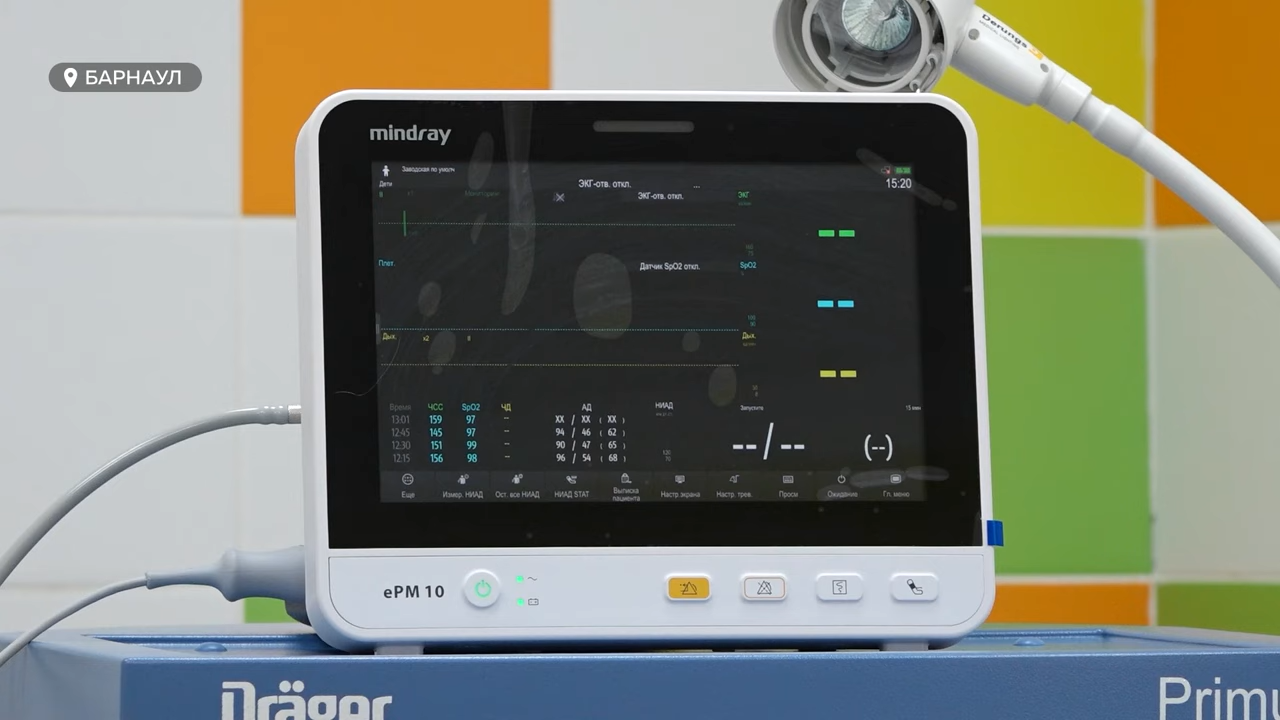 БАРНАУЛ
Derungs
mindray
Заводская по умолч
Дети
ЭКГ-отв. откл.
...
15:20
ЭКГ-отв. откл.
ЭКГ
Плет.
Датчик SpO2 откл.
SpO2
Дых.
x2
Дых.
Время ЧСС SpO2 ЧД АД НИАД Запустите 15 мин
13:01 159 97 -- XX / XX ( XX )
12:45 145 97 -- 94 / 46 ( 62 )
12:30 151 99 -- 90 / 47 ( 65 )
12:15 156 98 -- 96 / 54 ( 68 )
-- / -- (--)
Еще Измер. НИАД Ост. все НИАД НИАД STAT Выписка пациента Настр.экрана Настр. трев. Просм Ожидание Гл. меню
ePM 10
Dräger
Primu